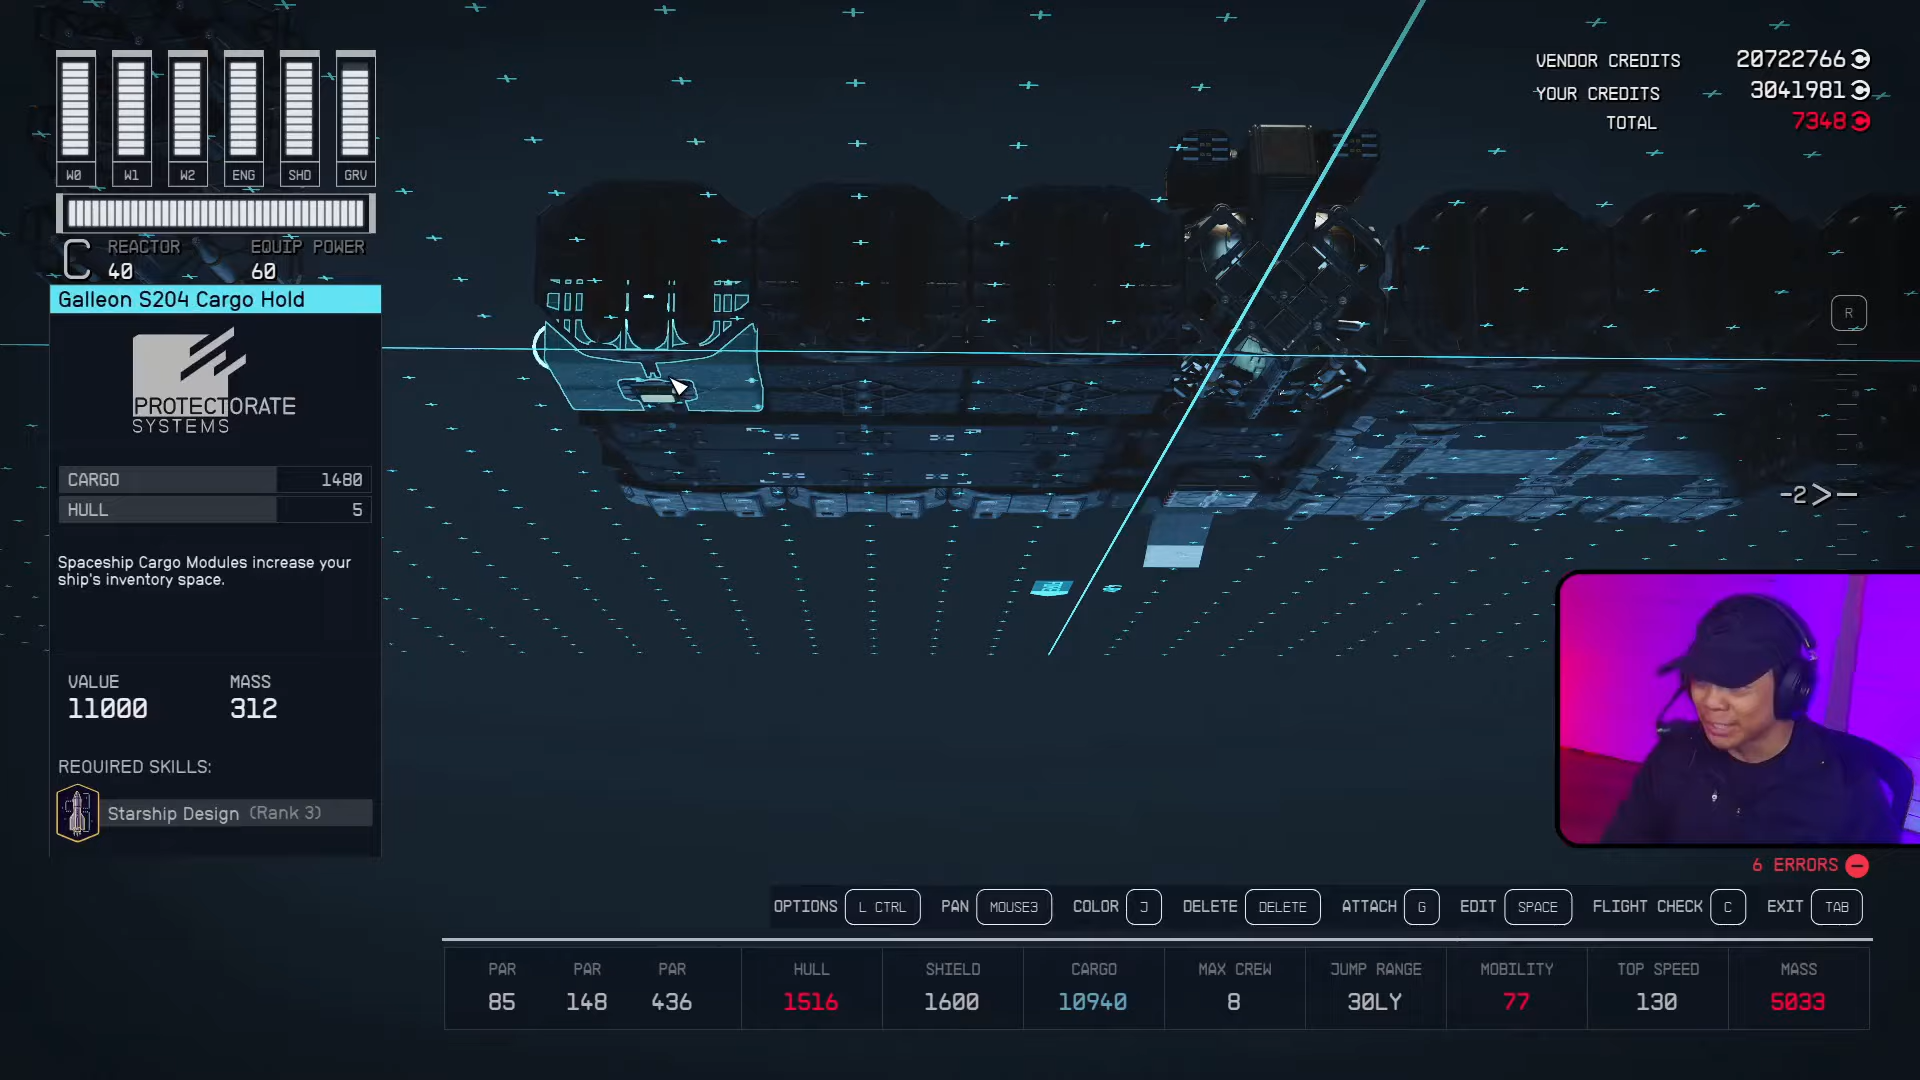 VENDOR CREDITS 20722766
YOUR CREDITS 3041981
TOTAL 7348
W0 W1 W2 ENG SHD GRV
C REACTOR EQUIP POWER
40 60
Galleon S204 Cargo Hold
PROTECTORATE
SYSTEMS
CARGO 1480
HULL 5
Spaceship Cargo Modules increase your
ship's inventory space.
VALUE MASS
11000 312
REQUIRED SKILLS:
Starship Design (Rank 3)
R
-2
6 ERRORS
OPTIONS L CTRL PAN MOUSE3 COLOR J DELETE DELETE ATTACH G EDIT SPACE FLIGHT CHECK C EXIT TAB
PAR PAR PAR HULL SHIELD CARGO MAX CREW JUMP RANGE MOBILITY TOP SPEED MASS
85 148 436 1516 1600 10940 8 30LY 77 130 5033